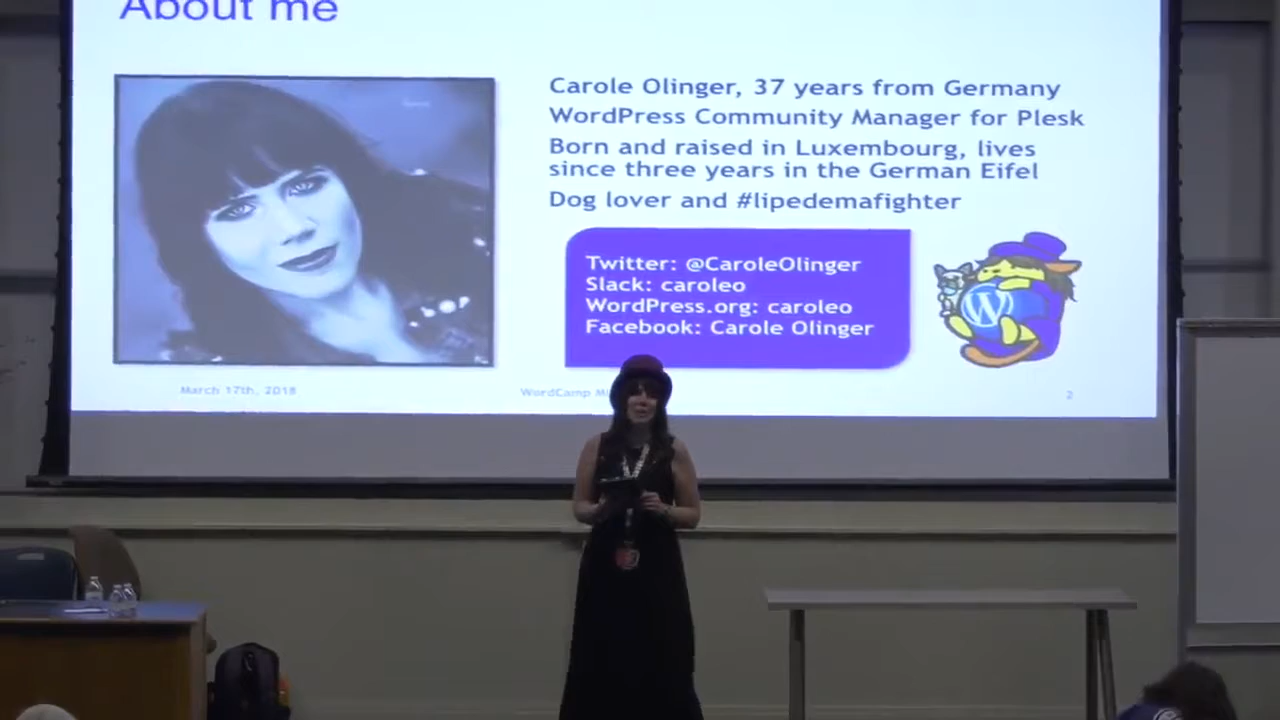 About me
Carole Olinger, 37 years from Germany
WordPress Community Manager for Plesk
Born and raised in Luxembourg, lives
since three years in the German Eifel
Dog lover and #lipedemafighter
Twitter: @CaroleOlinger
Slack: caroleo
WordPress.org: caroleo
Facebook: Carole Olinger
W
March 17th, 2018
WordCamp
2